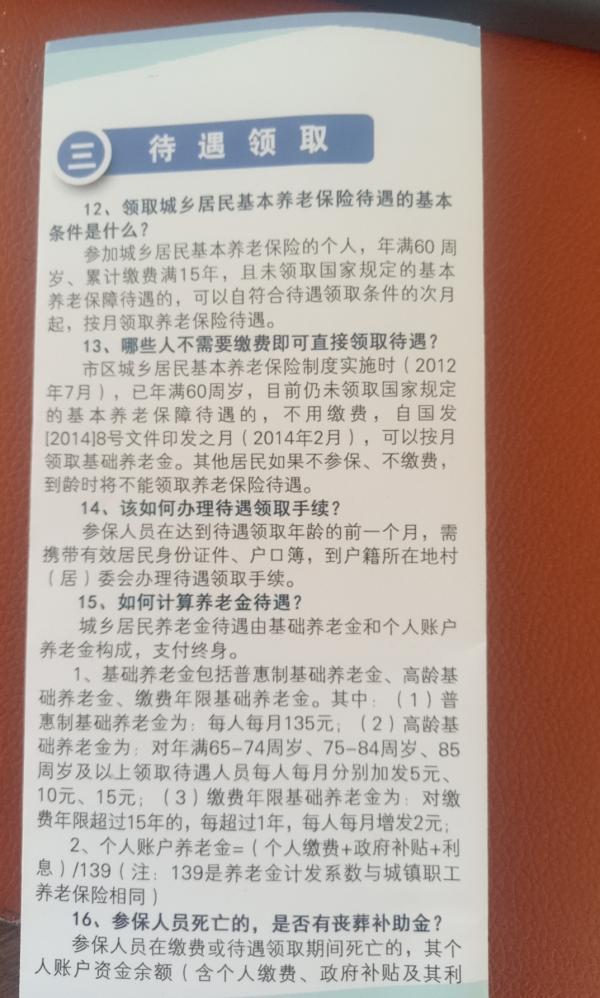 三 待遇领取
12、领取城乡居民基本养老保险待遇的基本
条件是什么？
参加城乡居民基本养老保险的个人，年满60周
岁、累计缴费满15年，且未领取国家规定的基本
养老保障待遇的，可以自符合待遇领取条件的次月
起，按月领取养老保险待遇。
13、哪些人不需要缴费即可直接领取待遇？
市区城乡居民基本养老保险制度实施时（2012
年7月），已年满60周岁，目前仍未领取国家规定
的基本养老保障待遇的，不用缴费，自国发
[2014]8号文件印发之月（2014年2月），可以按月
领取基础养老金。其他居民如果不参保、不缴费，
到龄时将不能领取养老保险待遇。
14、该如何办理待遇领取手续？
参保人员在达到待遇领取年龄的前一个月，需
携带有效居民身份证件、户口簿，到户籍所在地村
（居）委会办理待遇领取手续。
15、如何计算养老金待遇？
城乡居民养老金待遇由基础养老金和个人账户
养老金构成，支付终身。
1、基础养老金包括普惠制基础养老金、高龄基
础养老金、缴费年限基础养老金。其中：（1）普
惠制基础养老金为：每人每月135元；（2）高龄基
础养老金为：对年满65-74周岁、75-84周岁、85
周岁及以上领取待遇人员每人每月分别加发5元、
10元、15元；（3）缴费年限基础养老金为：对缴
费年限超过15年的，每超过1年，每人每月增发2元；
2、个人账户养老金=（个人缴费+政府补贴+利
息）/139（注：139是养老金计发系数与城镇职工
养老保险相同）
16、参保人员死亡的，是否有丧葬补助金？
参保人员在缴费或待遇领取期间死亡的，其个
人账户资金余额（含个人缴费、政府补贴及其利